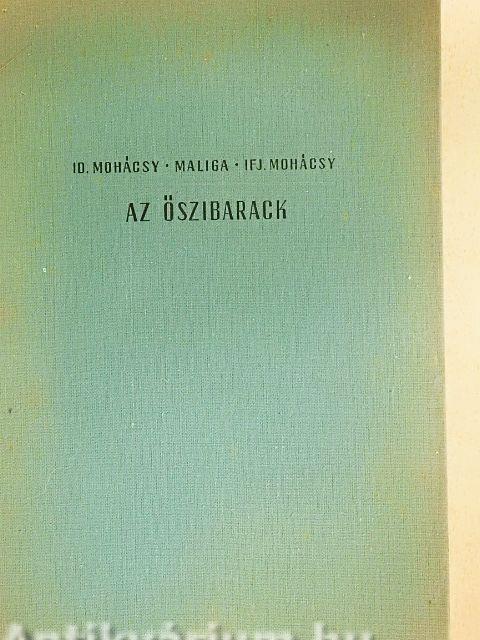 ID. MOHÁCSY · MALIGA · IFJ. MOHÁCSY
AZ ŐSZIBARACK